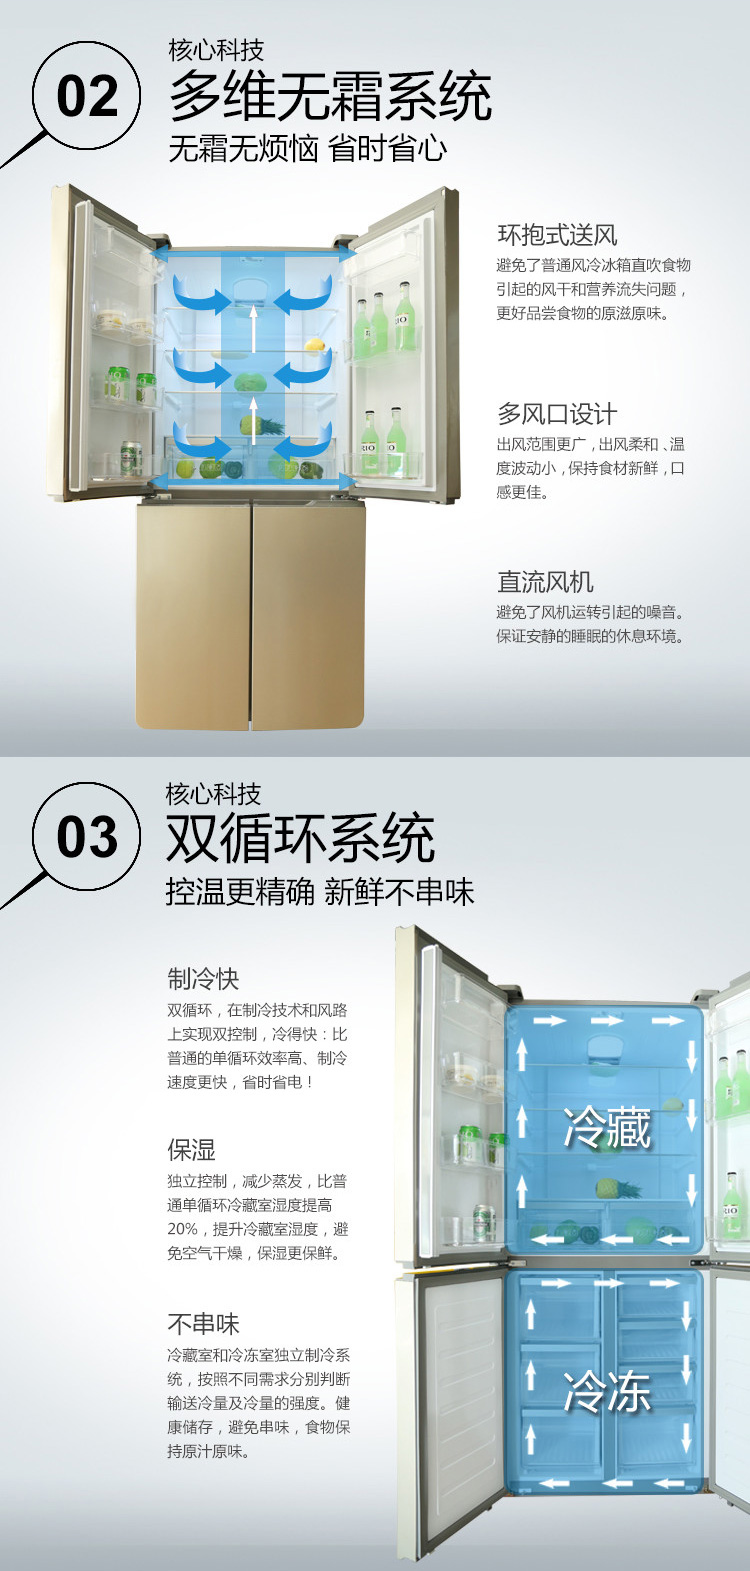 02
核心科技
多维无霜系统
无霜无烦恼 省时省心
环抱式送风
避免了普通风冷冰箱直吹食物
引起的风干和营养流失问题，
更好品尝食物的原滋原味。
多风口设计
出风范围更广，出风柔和、温
度波动小，保持食材新鲜，口
感更佳。
直流风机
避免了风机运转引起的噪音。
保证安静的睡眠的休息环境。
03
核心科技
双循环系统
控温更精确 新鲜不串味
制冷快
双循环，在制冷技术和风路
上实现双控制，冷得快：比
普通的单循环效率高、制冷
速度更快，省时省电！
保湿
独立控制，减少蒸发，比普
通单循环冷藏室湿度提高
20%，提升冷藏室湿度，避
免空气干燥，保湿更保鲜。
不串味
冷藏室和冷冻室独立制冷系
统，按照不同需求分别判断
输送冷量及冷量的强度。健
康储存，避免串味，食物保
持原汁原味。
冷藏
冷冻